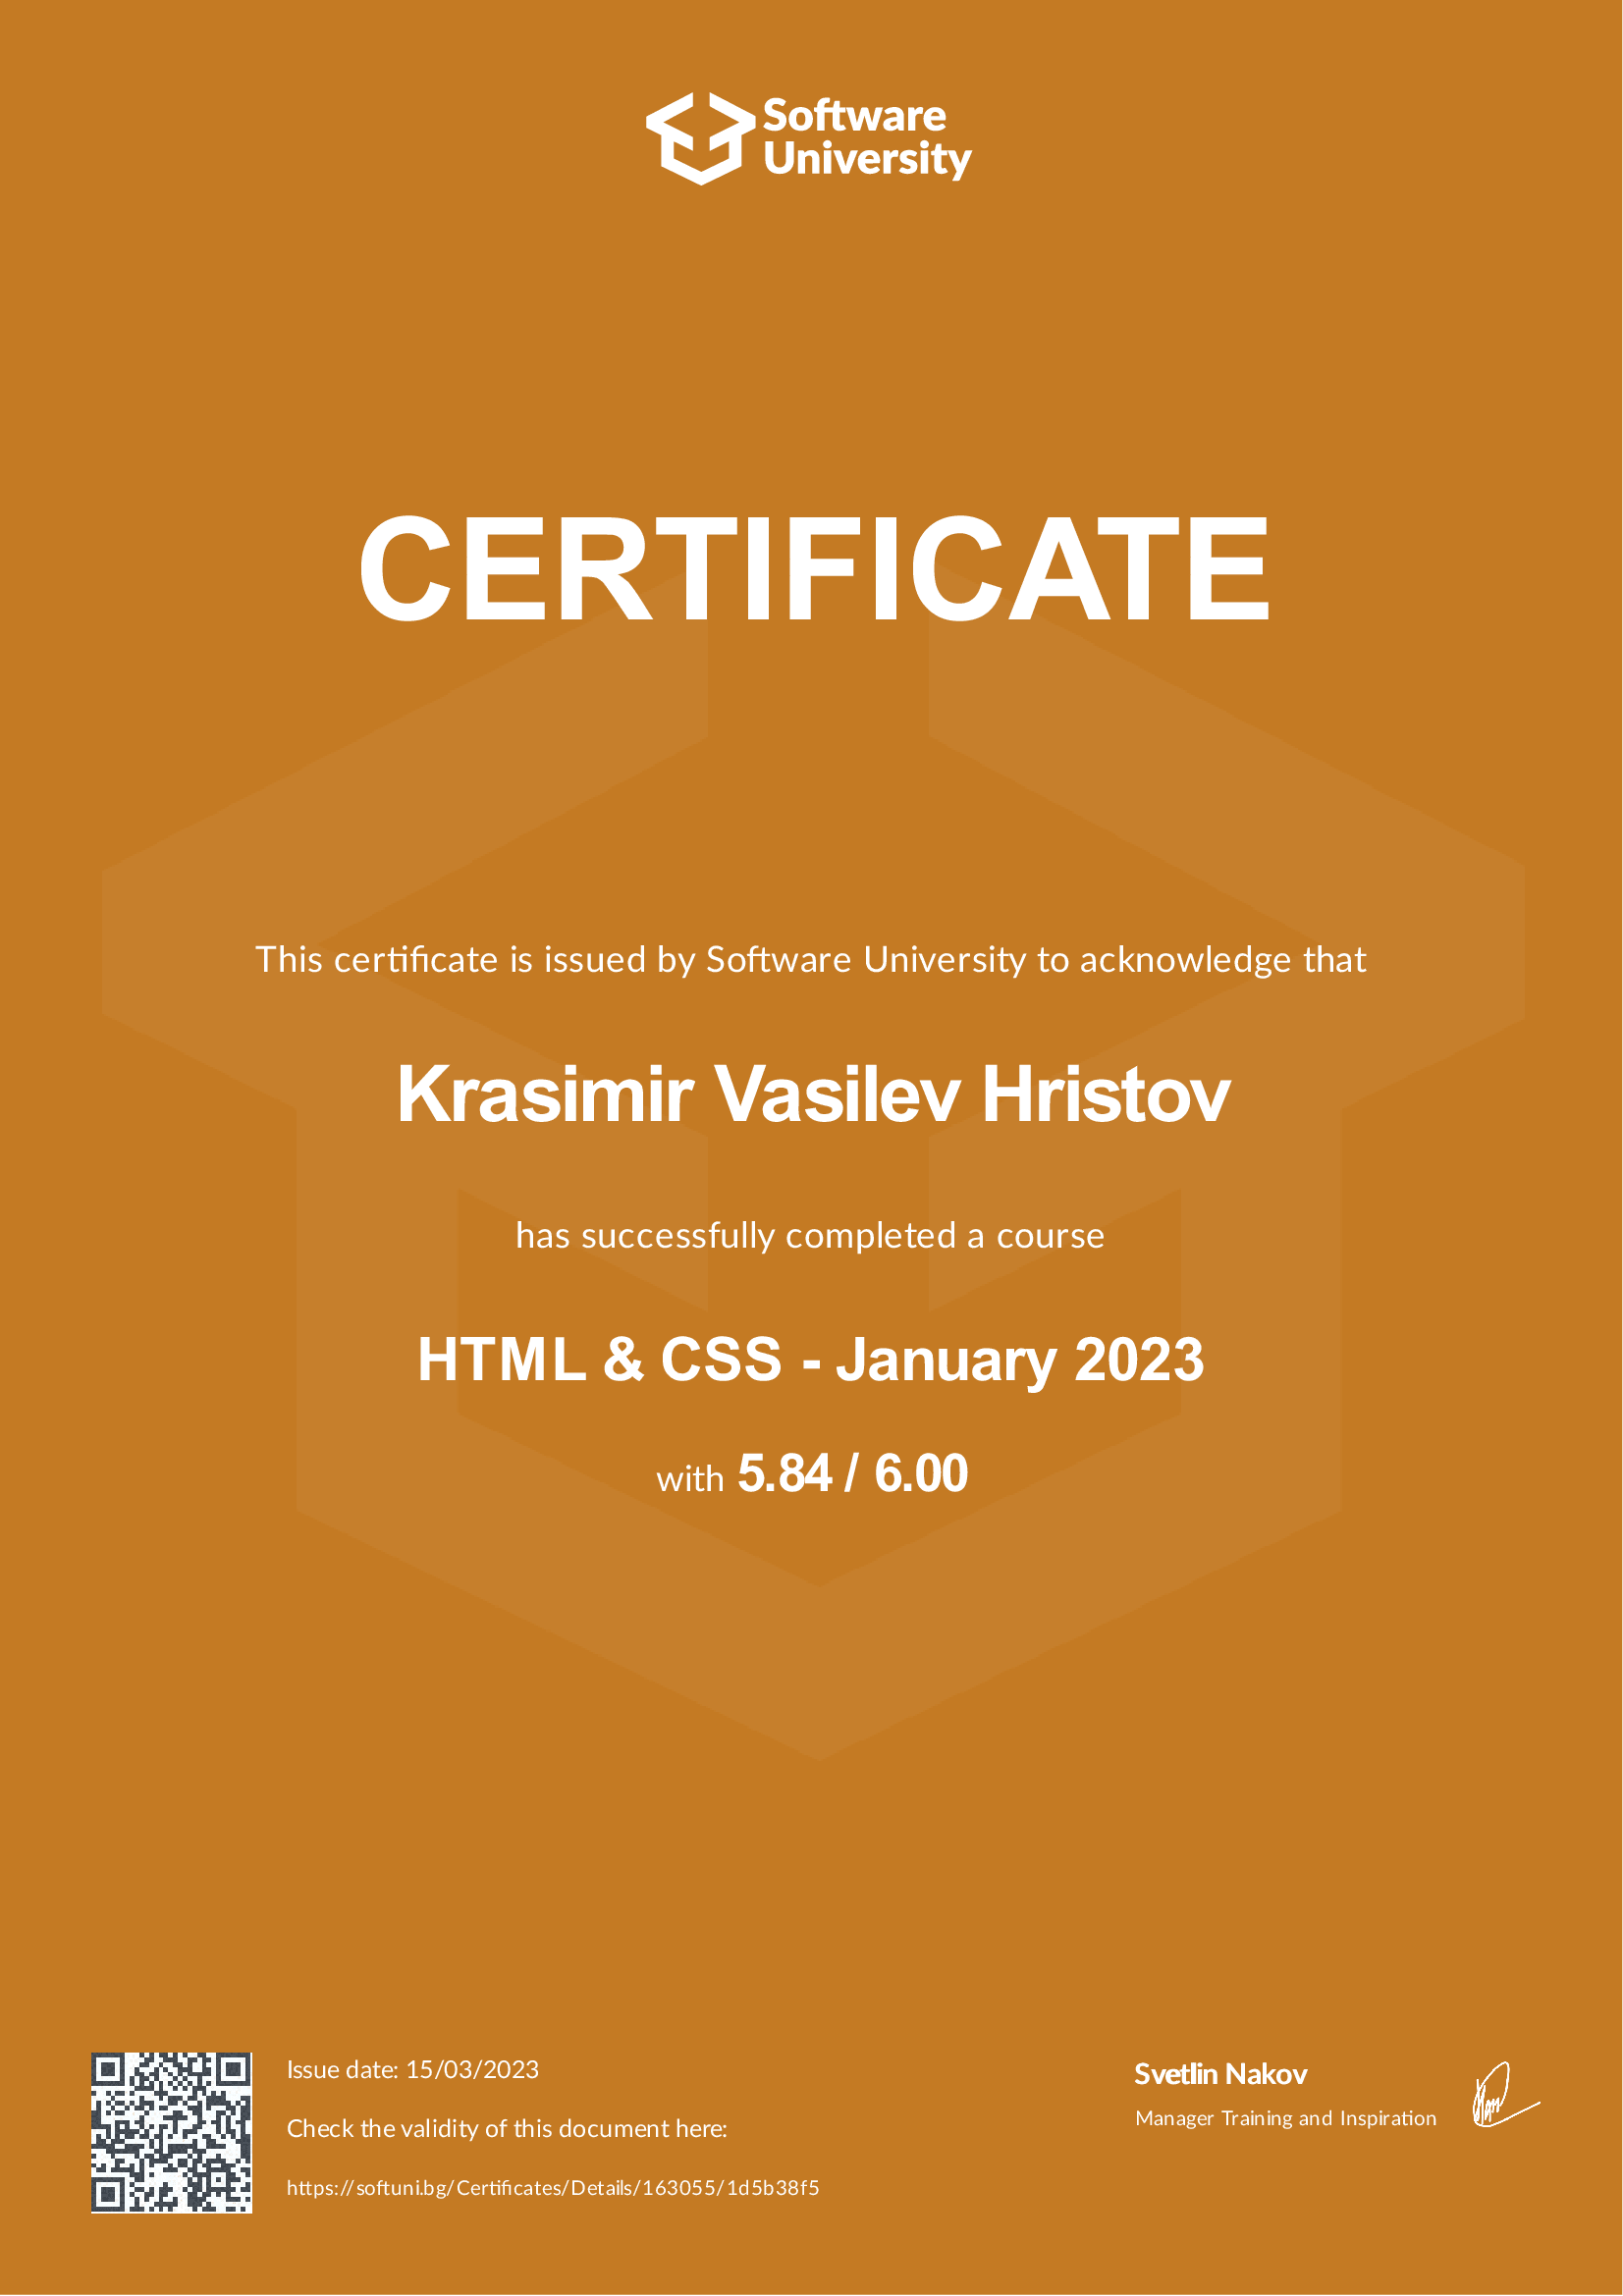 Software
University
CERTIFICATE
This certificate is issued by Software University to acknowledge that
Krasimir Vasilev Hristov
has successfully completed a course
HTML & CSS - January 2023
with 5.84 / 6.00
Issue date: 15/03/2023
Check the validity of this document here:
https://softuni.bg/Certificates/Details/163055/1d5b38f5
Svetlin Nakov
Manager Training and Inspiration